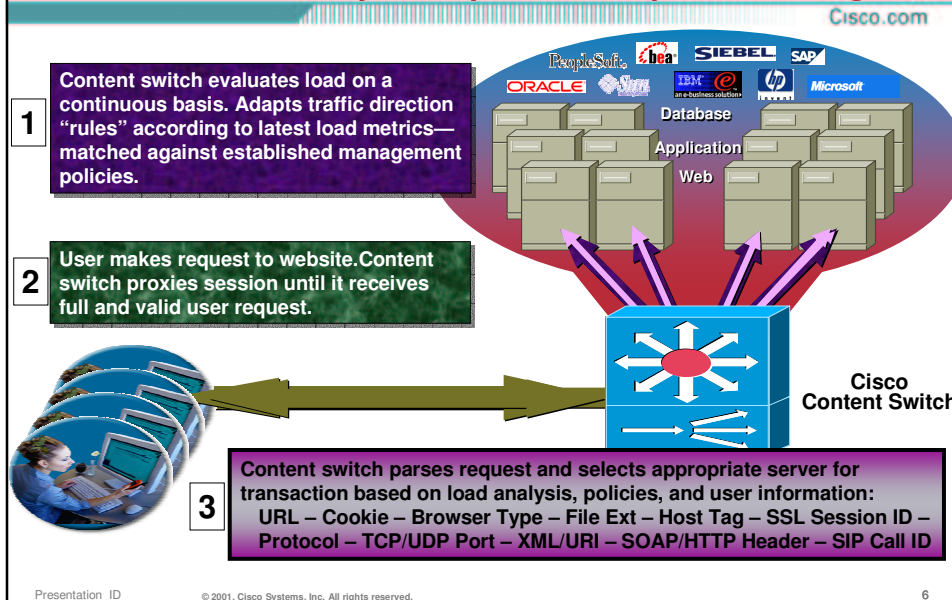 Cisco.com
PeopleSoft. bea SIEBEL SAP
ORACLE Sun IBM e hp Microsoft
an e-business solution
1
Content switch evaluates load on a
continuous basis. Adapts traffic direction
“rules” according to latest load metrics—
matched against established management
policies.
Database
Application
Web
2
User makes request to website.Content
switch proxies session until it receives
full and valid user request.
Cisco
Content Switch
3
Content switch parses request and selects appropriate server for
transaction based on load analysis, policies, and user information:
URL – Cookie – Browser Type – File Ext – Host Tag – SSL Session ID –
Protocol – TCP/UDP Port – XML/URI – SOAP/HTTP Header – SIP Call ID
Presentation_ID
© 2001, Cisco Systems, Inc. All rights reserved.
6